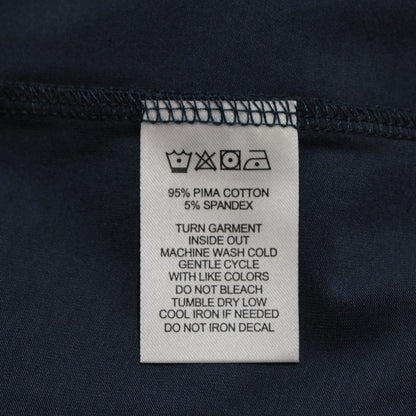 95% PIMA COTTON
5% SPANDEX
TURN GARMENT
INSIDE OUT
MACHINE WASH COLD
GENTLE CYCLE
WITH LIKE COLORS
DO NOT BLEACH
TUMBLE DRY LOW
COOL IRON IF NEEDED
DO NOT IRON DECAL